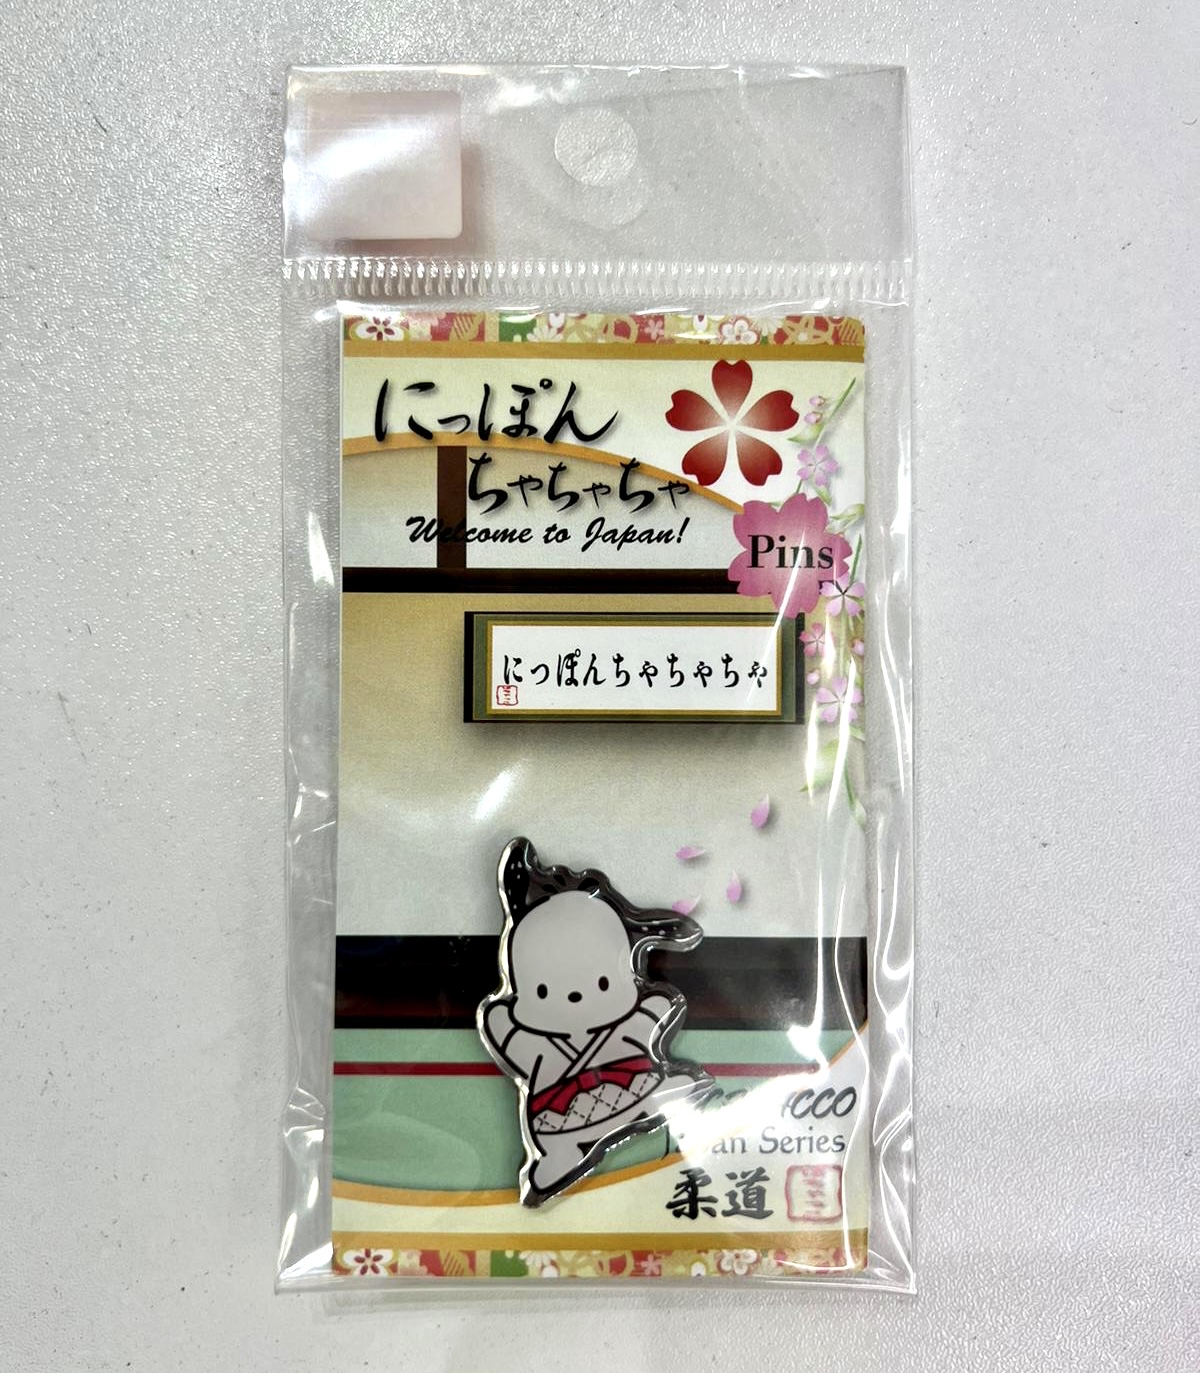 にっぽん
ちゃちゃちゃ
Welcome to Japan!
Pins
にっぽんちゃちゃちゃ
Series
柔道